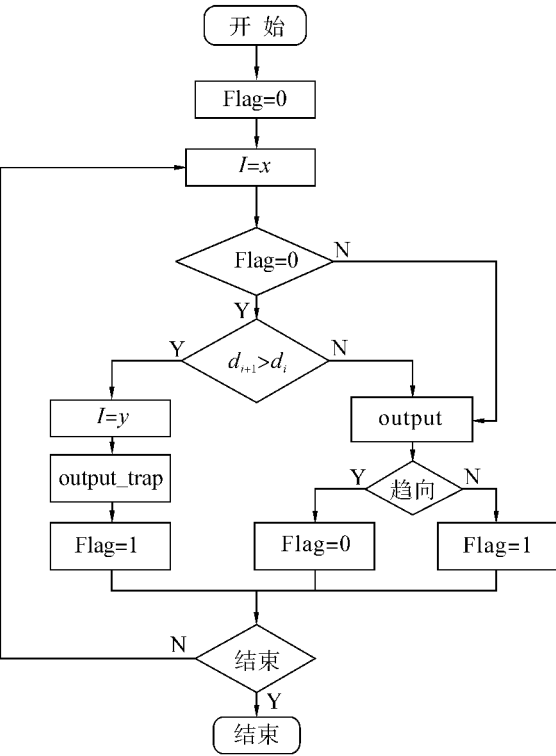 开 始
Flag=0
I=x
Flag=0
N
Y
Y
d_{i+1}>d_i
N
I=y
output
output_trap
Y
趋向
N
Flag=1
Flag=0
Flag=1
N
结束
Y
结束